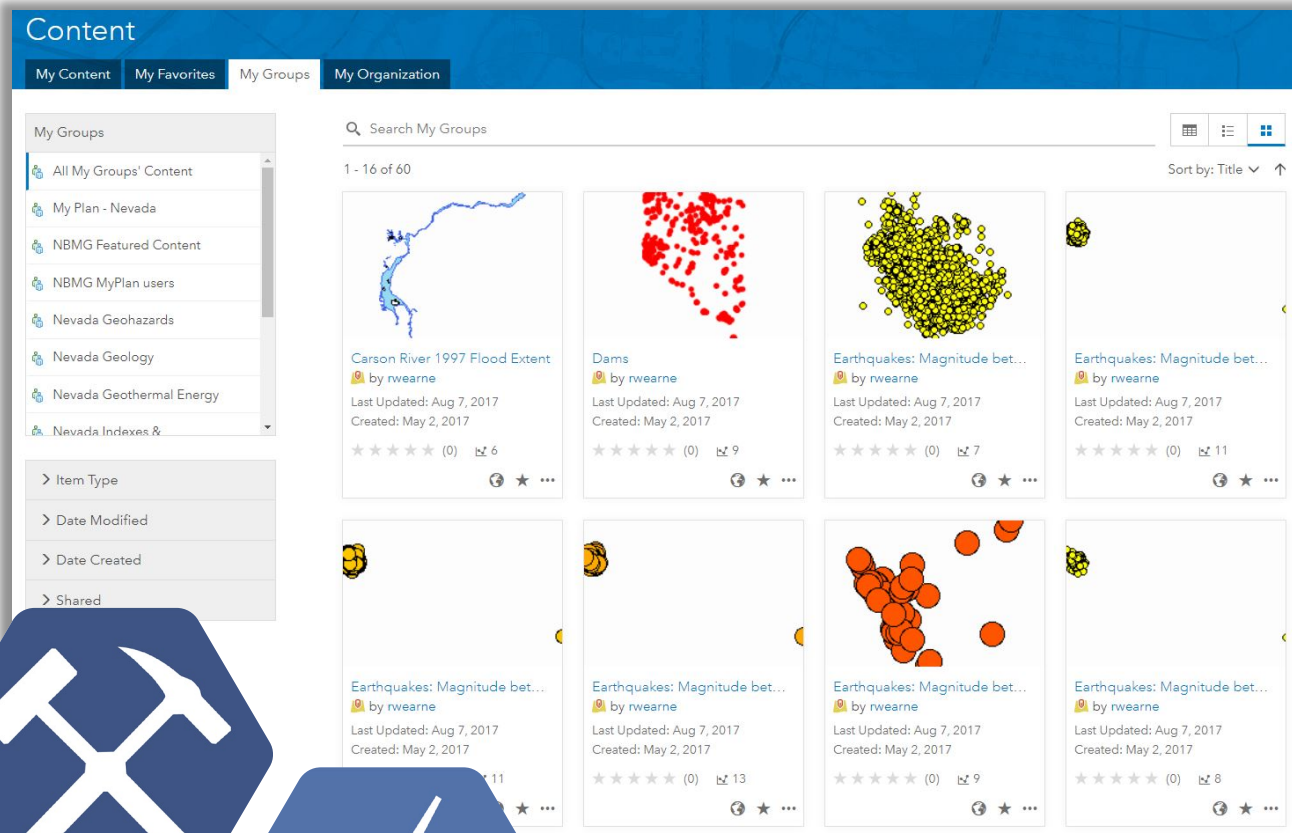 Content
My Content My Favorites My Groups My Organization
My Groups
All My Groups' Content
My Plan - Nevada
NBMG Featured Content
NBMG MyPlan users
Nevada Geohazards
Nevada Geology
Nevada Geothermal Energy
Nevada Indexes &
Item Type
Date Modified
Date Created
Shared
Search My Groups
1 - 16 of 60
Sort by: Title
Carson River 1997 Flood Extent
by rwearne
Last Updated: Aug 7, 2017
Created: May 2, 2017
(0) 6
Dams
by rwearne
Last Updated: Aug 7, 2017
Created: May 2, 2017
(0) 9
Earthquakes: Magnitude bet...
by rwearne
Last Updated: Aug 7, 2017
Created: May 2, 2017
(0) 7
Earthquakes: Magnitude bet...
by rwearne
Last Updated: Aug 7, 2017
Created: May 2, 2017
(0) 11
Earthquakes: Magnitude bet...
by rwearne
Last Updated: Aug 7, 2017
Created: May 2, 2017
11
Earthquakes: Magnitude bet...
by rwearne
Last Updated: Aug 7, 2017
Created: May 2, 2017
(0) 13
Earthquakes: Magnitude bet...
by rwearne
Last Updated: Aug 7, 2017
Created: May 2, 2017
(0) 9
Earthquakes: Magnitude bet...
by rwearne
Last Updated: Aug 7, 2017
Created: May 2, 2017
(0) 8